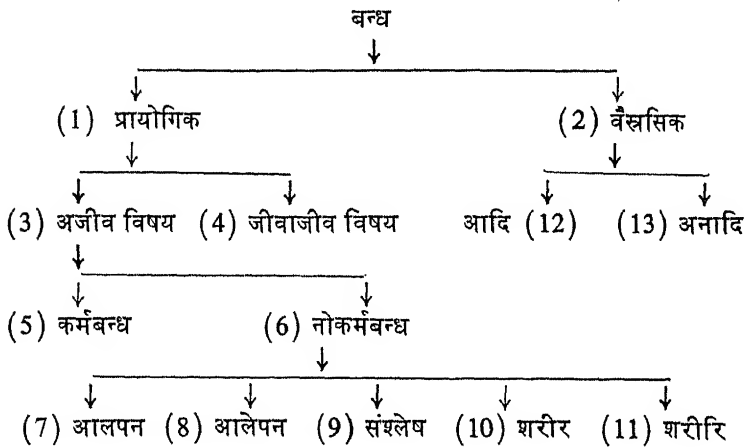 बन्ध
(1) प्रायोगिक (2) वैस्रसिक
(3) अजीव विषय (4) जीवाजीव विषय आदि (12) (13) अनादि
(5) कर्मबन्ध (6) नोकर्मबन्ध
(7) आलपन (8) आलेपन (9) संश्लेष (10) शरीर (11) शरीरि